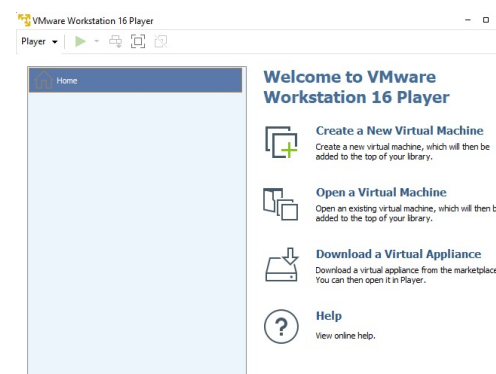 VMware Workstation 16 Player
Player
Home
Welcome to VMware
Workstation 16 Player
Create a New Virtual Machine
Create a new virtual machine, which will then be
added to the top of your library.
Open a Virtual Machine
Open an existing virtual machine, which will then b
added to the top of your library.
Download a Virtual Appliance
Download a virtual appliance from the marketplace
You can then open it in Player.
Help
View online help.